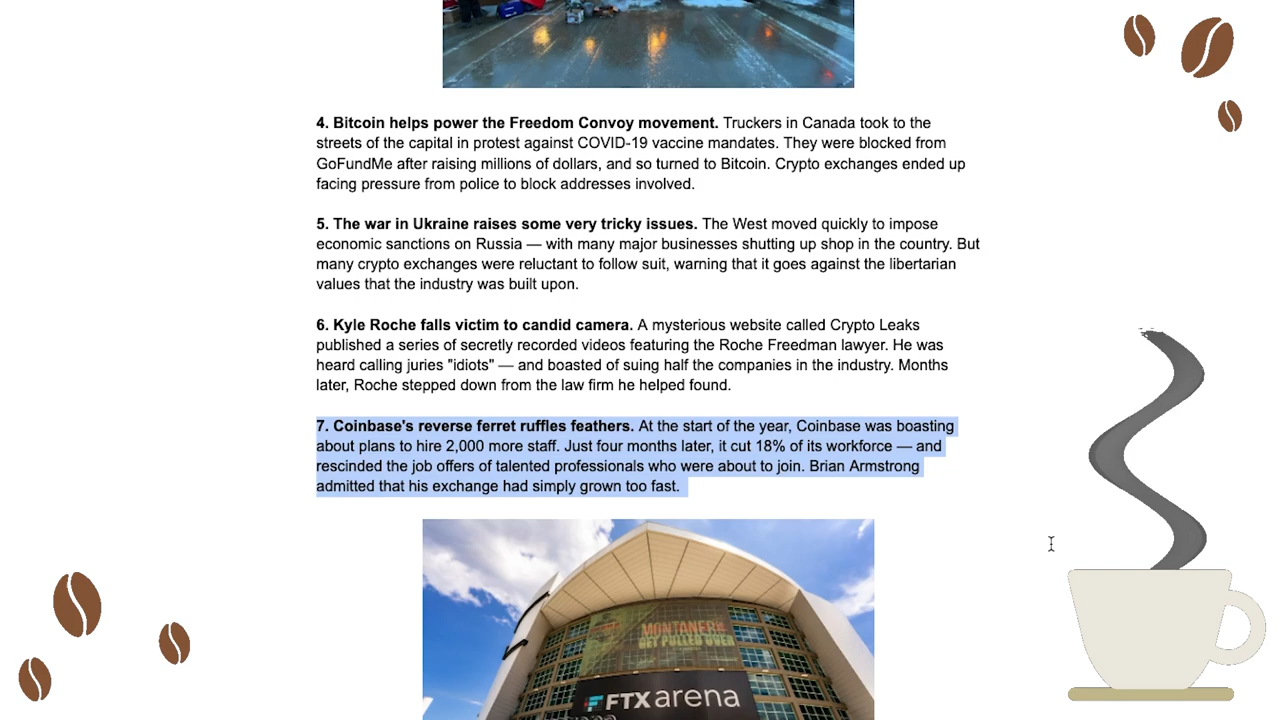 4. Bitcoin helps power the Freedom Convoy movement. Truckers in Canada took to the
streets of the capital in protest against COVID-19 vaccine mandates. They were blocked from
GoFundMe after raising millions of dollars, and so turned to Bitcoin. Crypto exchanges ended up
facing pressure from police to block addresses involved.
5. The war in Ukraine raises some very tricky issues. The West moved quickly to impose
economic sanctions on Russia — with many major businesses shutting up shop in the country. But
many crypto exchanges were reluctant to follow suit, warning that it goes against the libertarian
values that the industry was built upon.
6. Kyle Roche falls victim to candid camera. A mysterious website called Crypto Leaks
published a series of secretly recorded videos featuring the Roche Freedman lawyer. He was
heard calling juries "idiots" — and boasted of suing half the companies in the industry. Months
later, Roche stepped down from the law firm he helped found.
7. Coinbase's reverse ferret ruffles feathers. At the start of the year, Coinbase was boasting
about plans to hire 2,000 more staff. Just four months later, it cut 18% of its workforce — and
rescinded the job offers of talented professionals who were about to join. Brian Armstrong
admitted that his exchange had simply grown too fast.
MONTANER
GET PULLED OVER
FTX arena